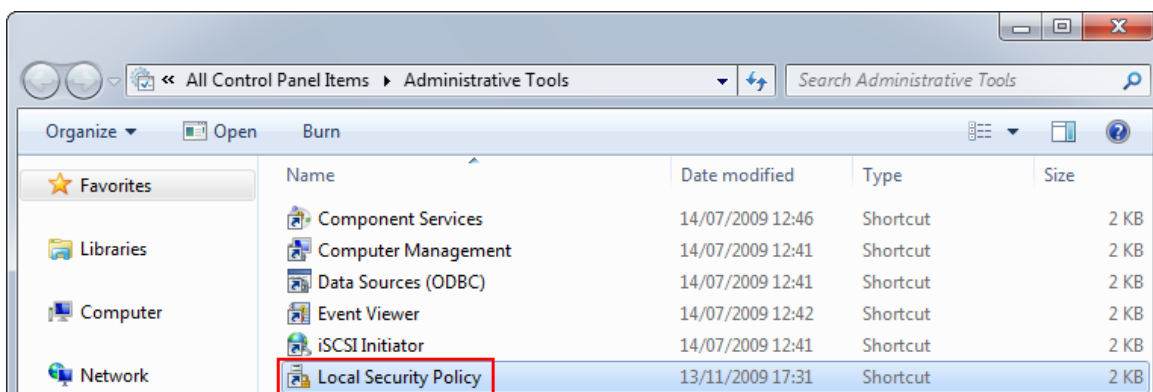 « All Control Panel Items ▸ Administrative Tools
Search Administrative Tools
Organize Open Burn
Favorites
Libraries
Computer
Network
Name Date modified Type Size
Component Services 14/07/2009 12:46 Shortcut 2 KB
Computer Management 14/07/2009 12:41 Shortcut 2 KB
Data Sources (ODBC) 14/07/2009 12:41 Shortcut 2 KB
Event Viewer 14/07/2009 12:42 Shortcut 2 KB
iSCSI Initiator 14/07/2009 12:41 Shortcut 2 KB
Local Security Policy 13/11/2009 17:31 Shortcut 2 KB